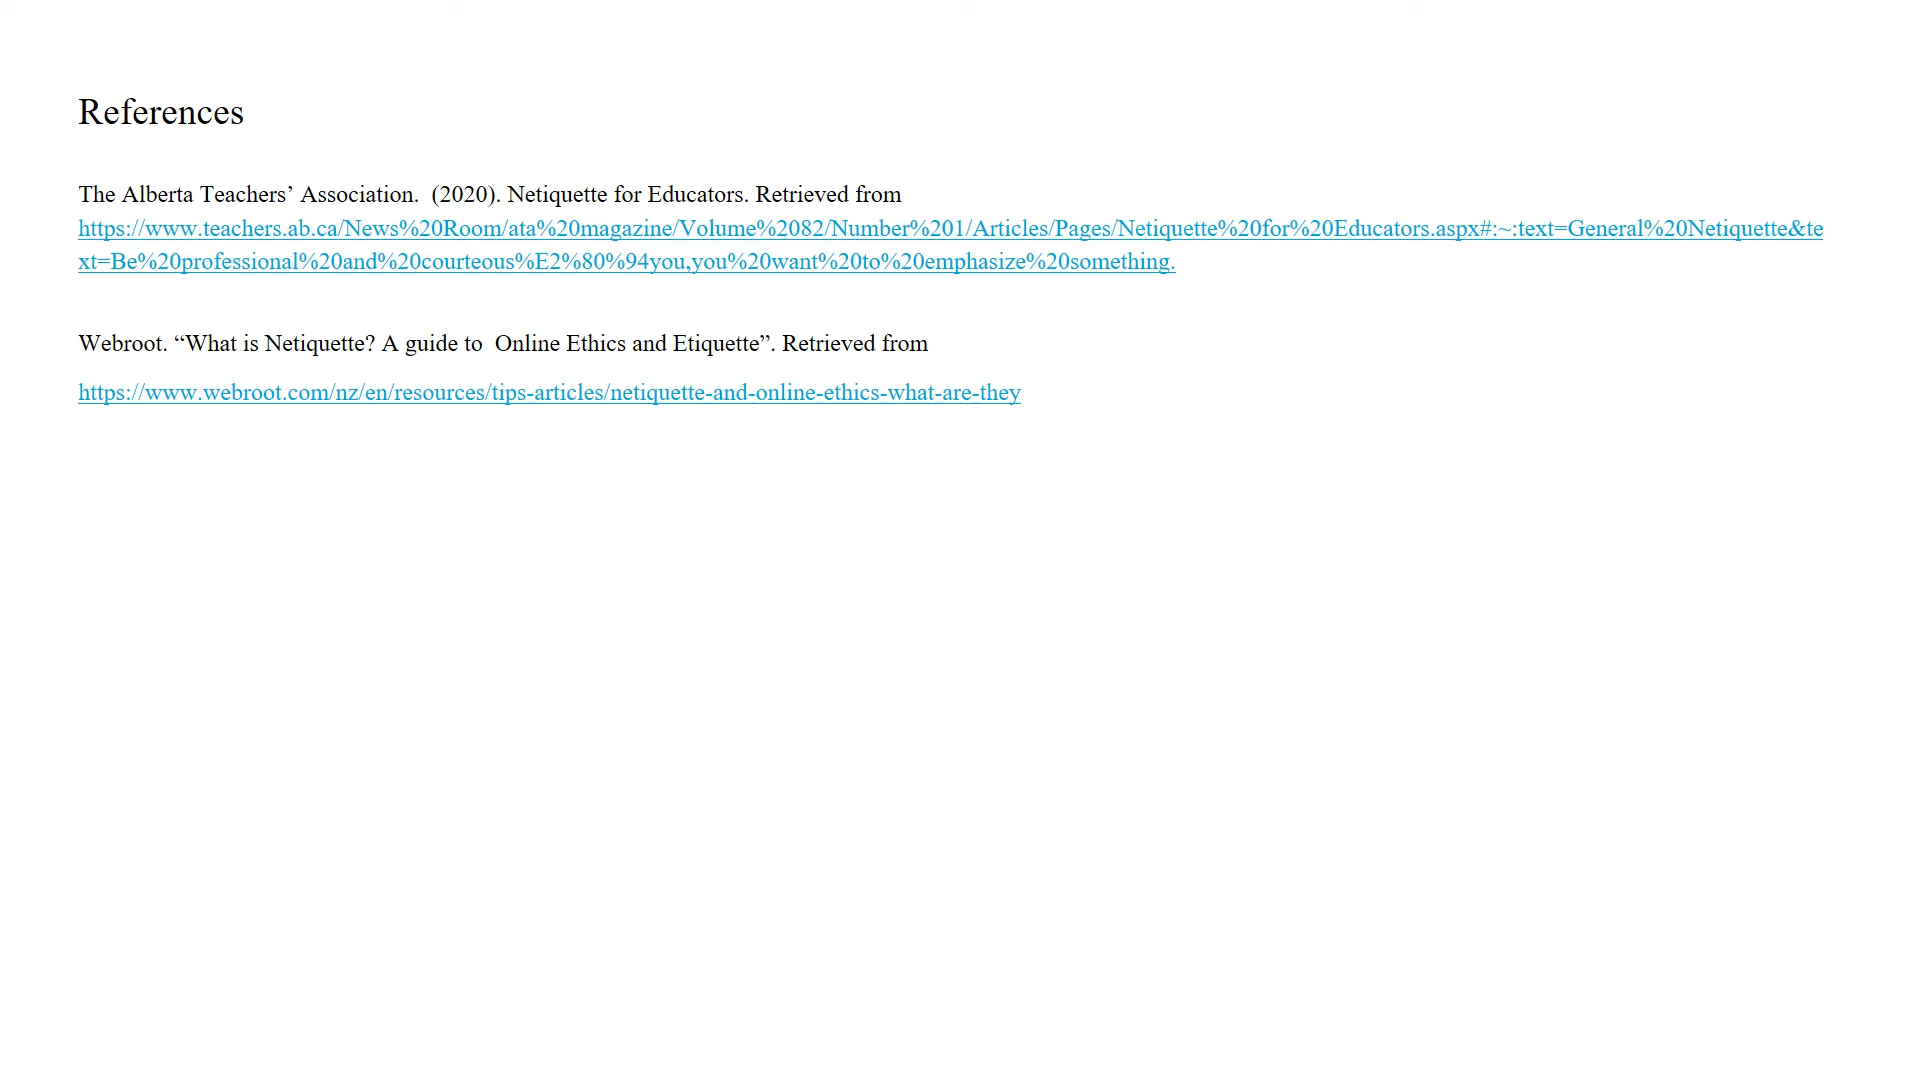 References
The Alberta Teachers’ Association.  (2020). Netiquette for Educators. Retrieved from
https://www.teachers.ab.ca/News%20Room/ata%20magazine/Volume%2082/Number%201/Articles/Pages/Netiquette%20for%20Educators.aspx#:~:text=General%20Netiquette&te
xt=Be%20professional%20and%20courteous%E2%80%94you,you%20want%20to%20emphasize%20something.
Webroot. “What is Netiquette? A guide to  Online Ethics and Etiquette”. Retrieved from
https://www.webroot.com/nz/en/resources/tips-articles/netiquette-and-online-ethics-what-are-they